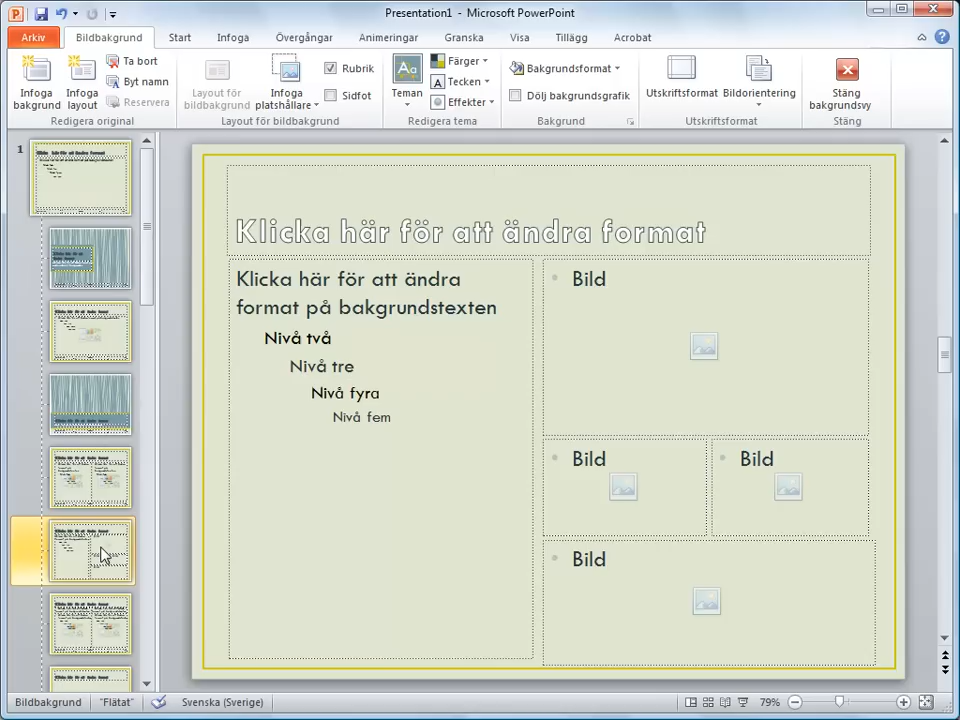 Presentation1 - Microsoft PowerPoint
Arkiv Bildbakgrund Start Infoga Övergångar Animeringar Granska Visa Tillägg Acrobat
Infoga bakgrund
Infoga layout
Ta bort
Byt namn
Reservera
Redigera original
Layout för bildbakgrund
Infoga platshållare
Rubrik
Sidfot
Layout för bildbakgrund
Aa
Teman
Färger
A Tecken
Effekter
Redigera tema
Bakgrundsformat
Dölj bakgrundsgrafik
Bakgrund
Utskriftsformat
Bildorientering
Utskriftsformat
Stäng bakgrundsvy
Stäng
1
Klicka här för att ändra format
Klicka här för att ändra
format på bakgrundstexten
Nivå två
Nivå tre
Nivå fyra
Nivå fem
• Bild
• Bild
• Bild
• Bild
Bildbakgrund "Flätat" Svenska (Sverige) 79%